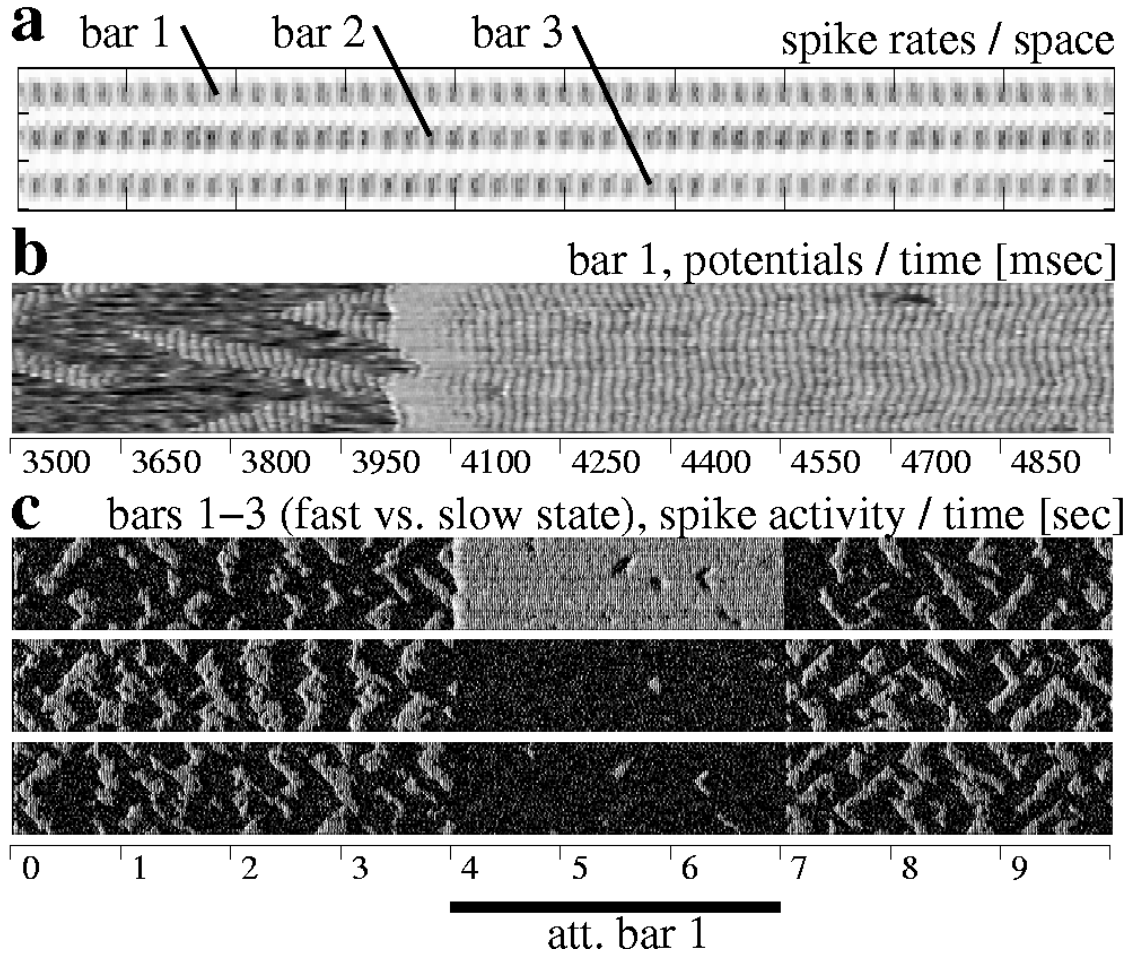 a
bar 1 bar 2 bar 3 spike rates / space
b
bar 1, potentials / time [msec]
3500 3650 3800 3950 4100 4250 4400 4550 4700 4850
c
bars 1–3 (fast vs. slow state), spike activity / time [sec]
0 1 2 3 4 5 6 7 8 9
att. bar 1